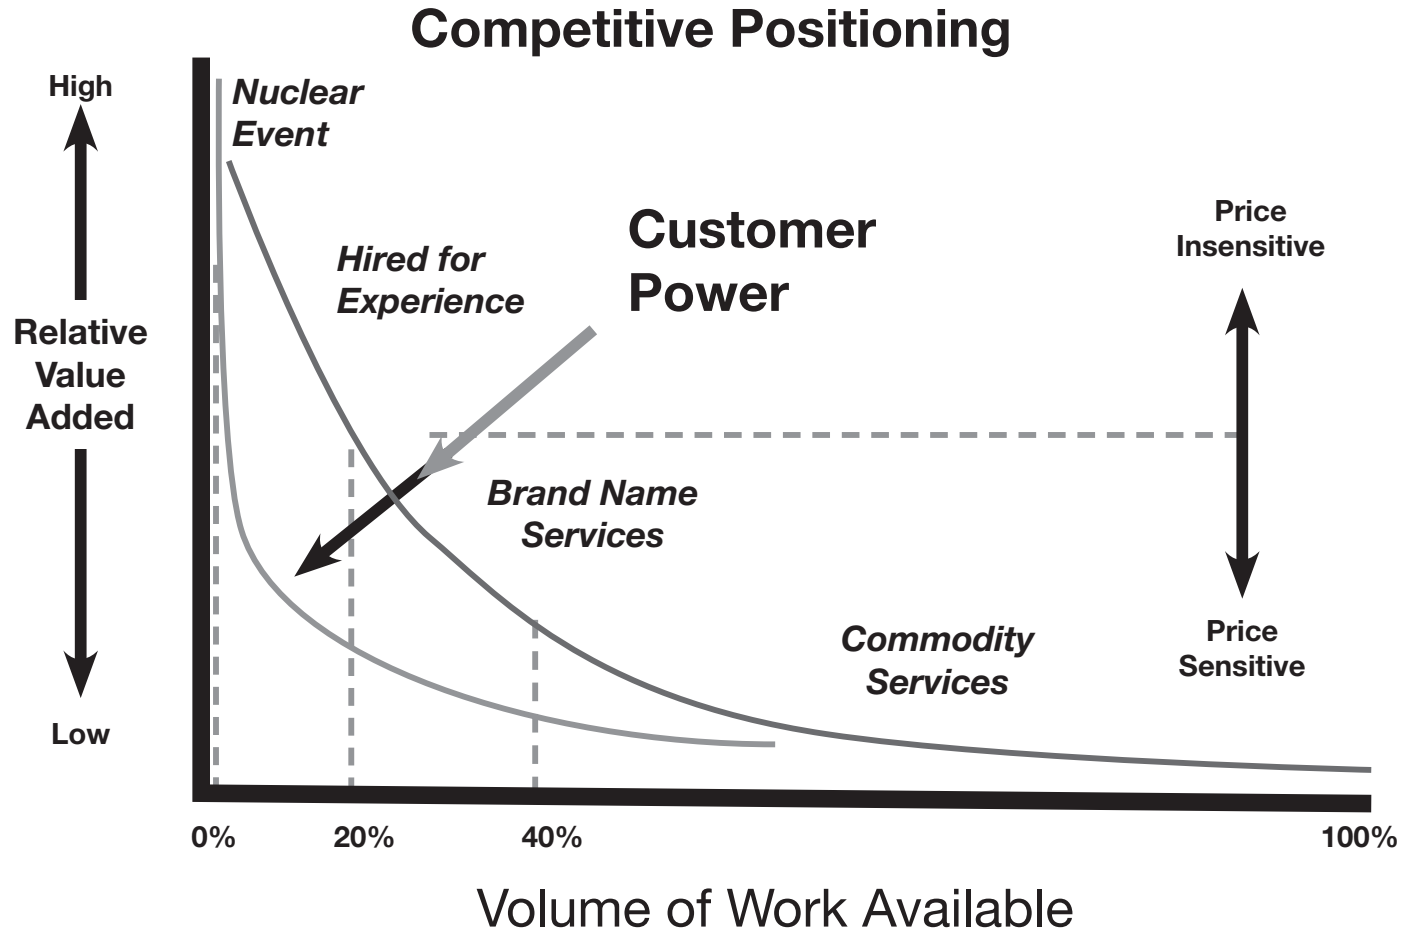 Competitive Positioning
High
Nuclear
Event
Customer
Power
Price
Insensitive
Hired for
Experience
Relative
Value
Added
Brand Name
Services
Commodity
Services
Price
Sensitive
Low
0%
20%
40%
100%
Volume of Work Available